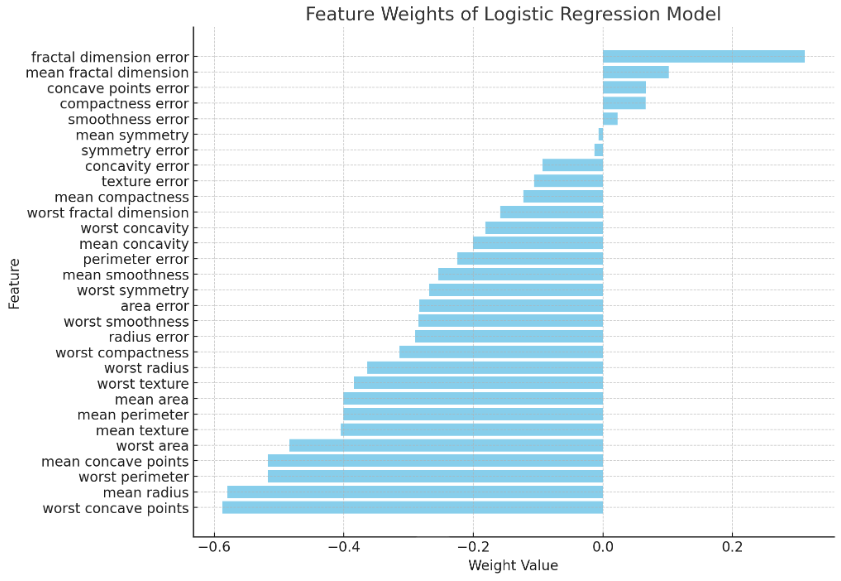 Feature Weights of Logistic Regression Model
fractal dimension error
mean fractal dimension
concave points error
compactness error
smoothness error
mean symmetry
symmetry error
concavity error
texture error
mean compactness
worst fractal dimension
worst concavity
mean concavity
perimeter error
mean smoothness
worst symmetry
area error
worst smoothness
radius error
worst compactness
worst radius
worst texture
mean area
mean perimeter
mean texture
worst area
mean concave points
worst perimeter
mean radius
worst concave points
Feature
−0.6 −0.4 −0.2 0.0 0.2
Weight Value